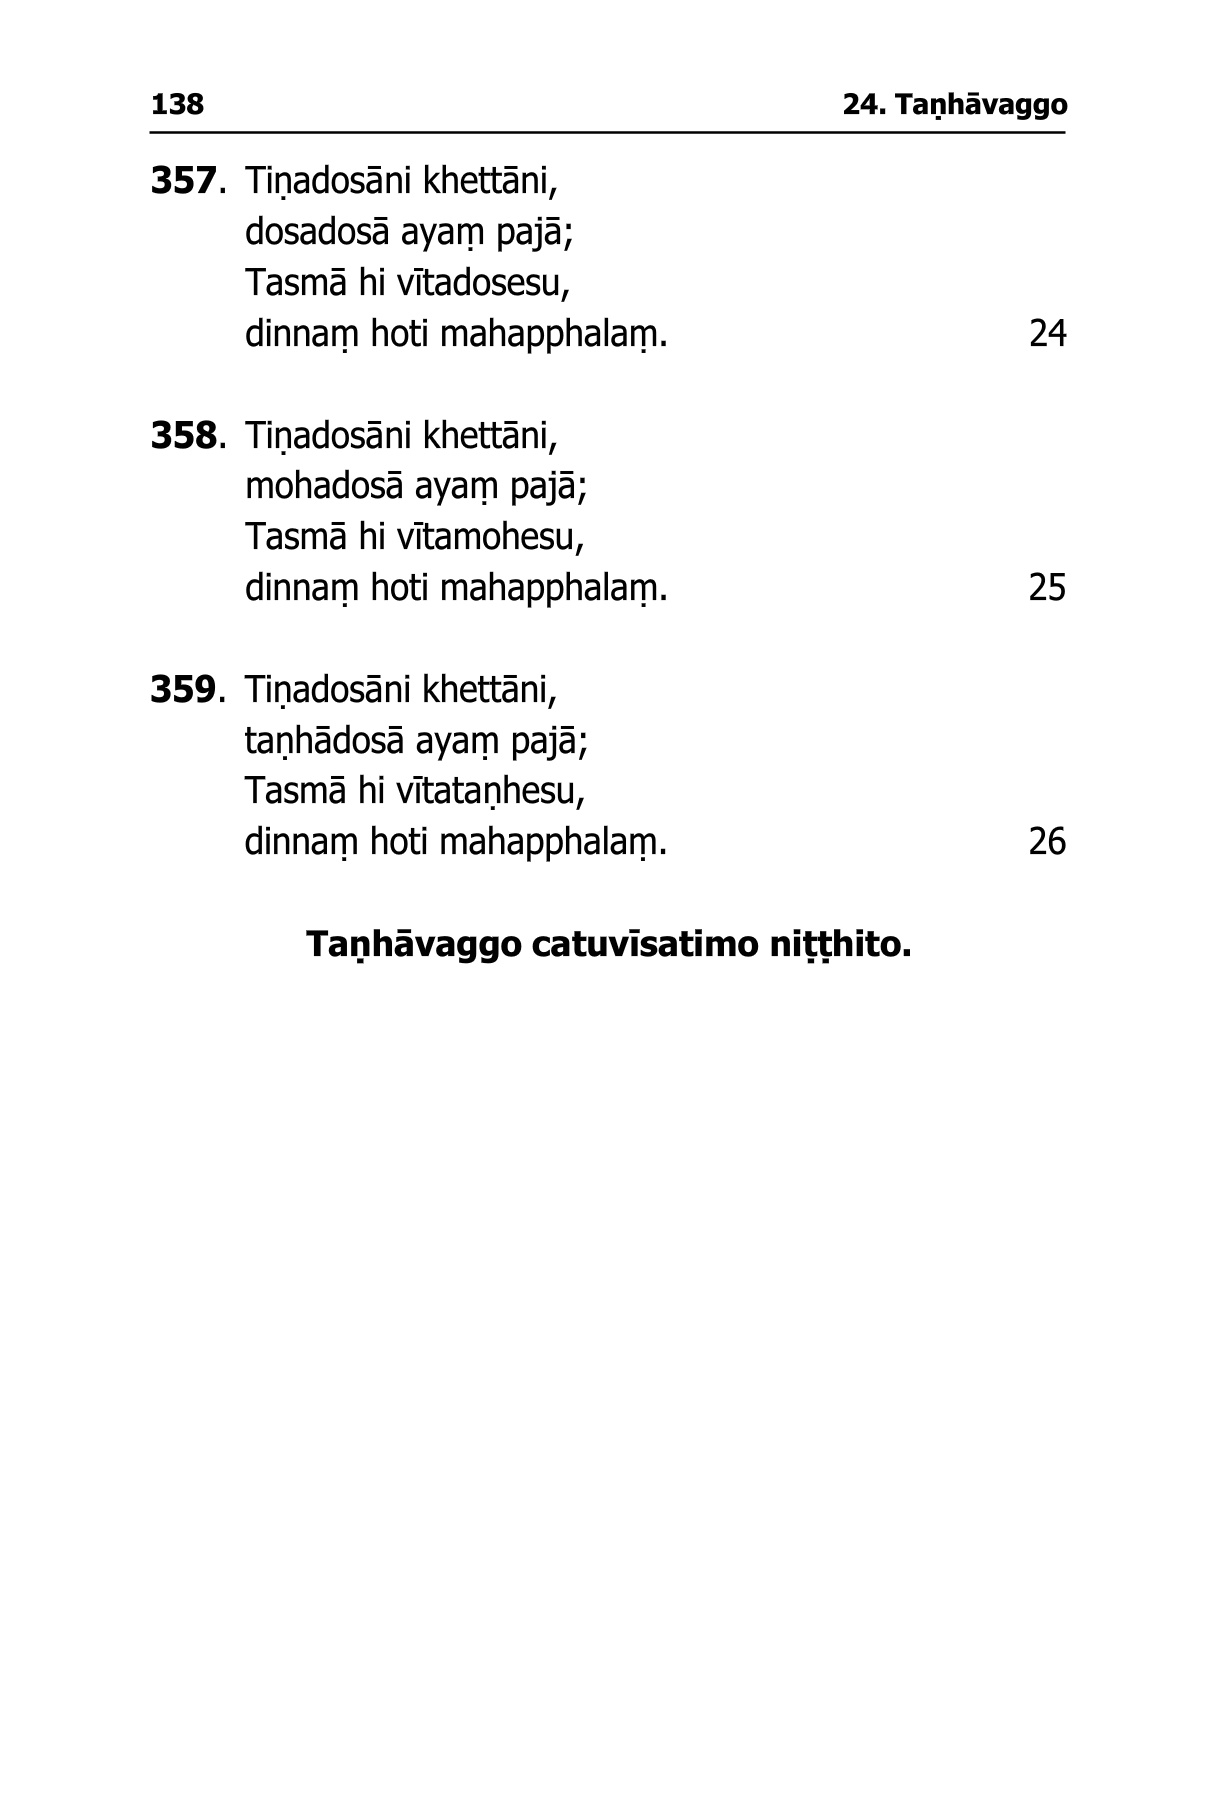 138 24. Taṇhāvaggo
357. Tiṇadosāni khettāni,
dosadosā ayaṃ pajā;
Tasmā hi vītadosesu,
dinnaṃ hoti mahapphalaṃ. 24
358. Tiṇadosāni khettāni,
mohadosā ayaṃ pajā;
Tasmā hi vītamohesu,
dinnaṃ hoti mahapphalaṃ. 25
359. Tiṇadosāni khettāni,
taṇhādosā ayaṃ pajā;
Tasmā hi vītataṇhesu,
dinnaṃ hoti mahapphalaṃ. 26
Taṇhāvaggo catuvīsatimo niṭṭhito.